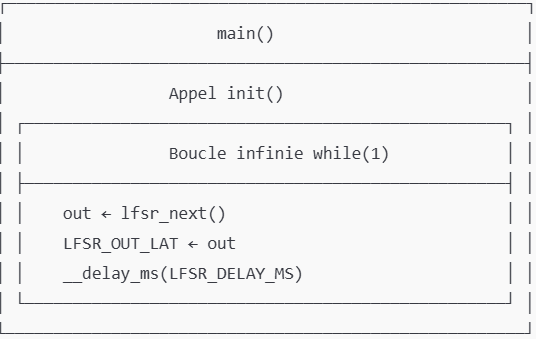 main()
Appel init()
Boucle infinie while(1)
out ← lfsr_next()
LFSR_OUT_LAT ← out
__delay_ms(LFSR_DELAY_MS)